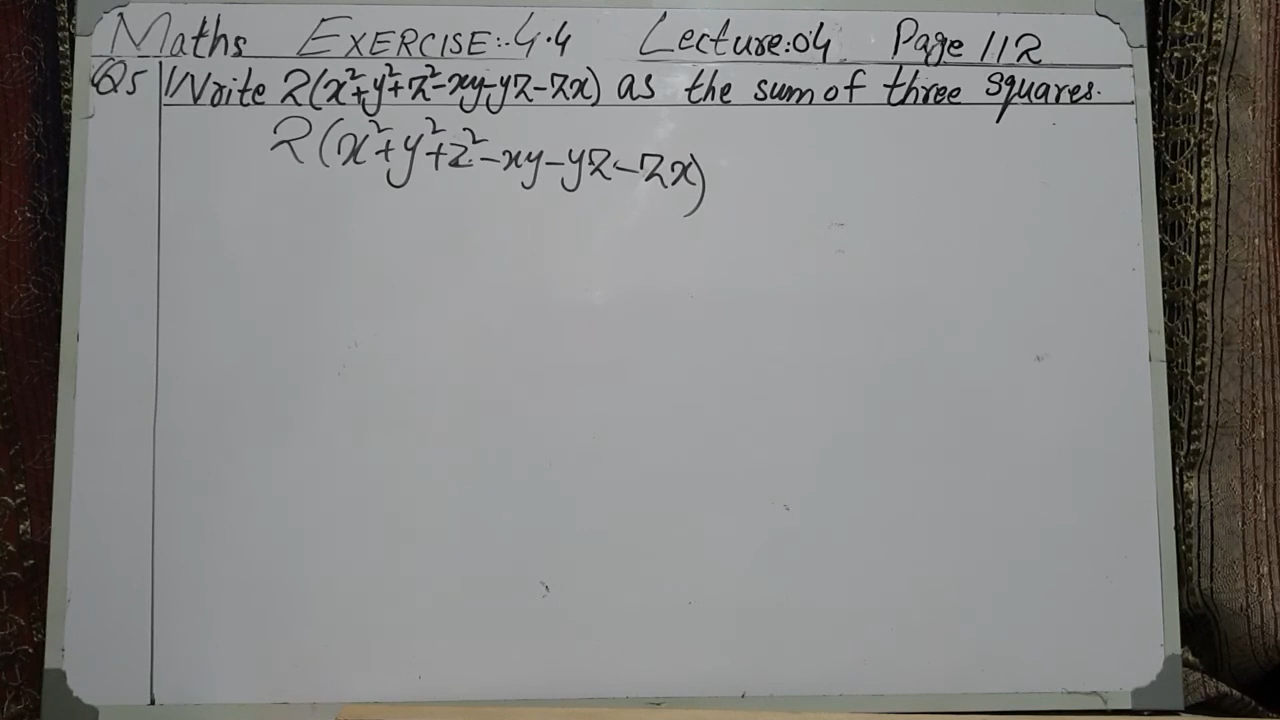 Maths EXERCISE:-4.4 Lecture:04 Page 112
Q5 Write 2(x²+y²+z²-xy-yz-zx) as the sum of three squares.
2(x²+y²+z²-xy-yz-zx)